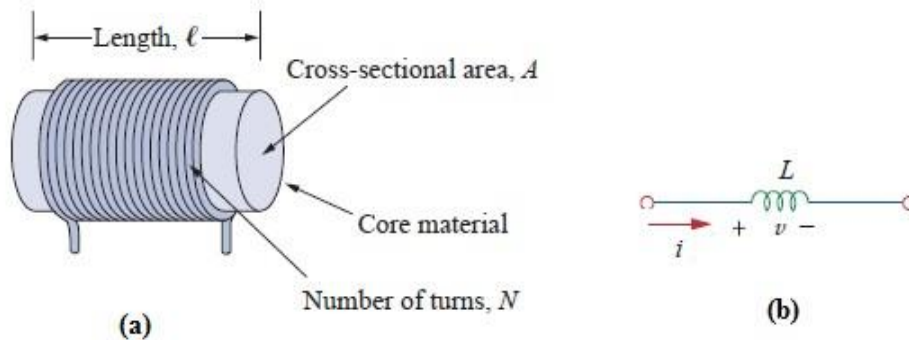 Length, ℓ
Cross-sectional area, A
Core material
Number of turns, N
(a)
L
+ v −
i
(b)